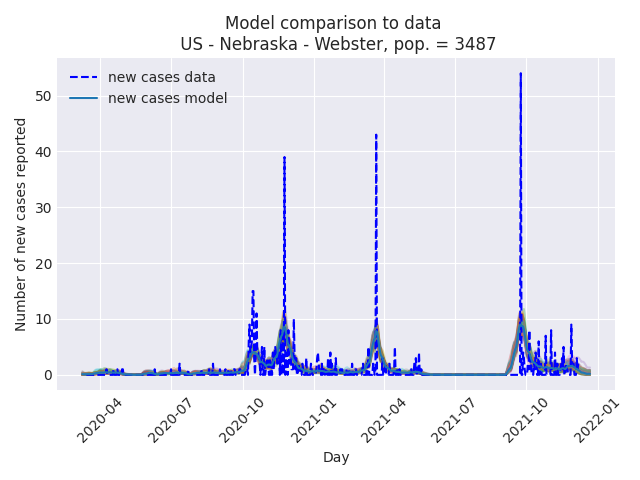 Model comparison to data
US - Nebraska - Webster, pop. = 3487
new cases data
new cases model
Number of new cases reported
50
40
30
20
10
0
2020-04
2020-07
2020-10
2021-01
2021-04
2021-07
2021-10
2022-01
Day